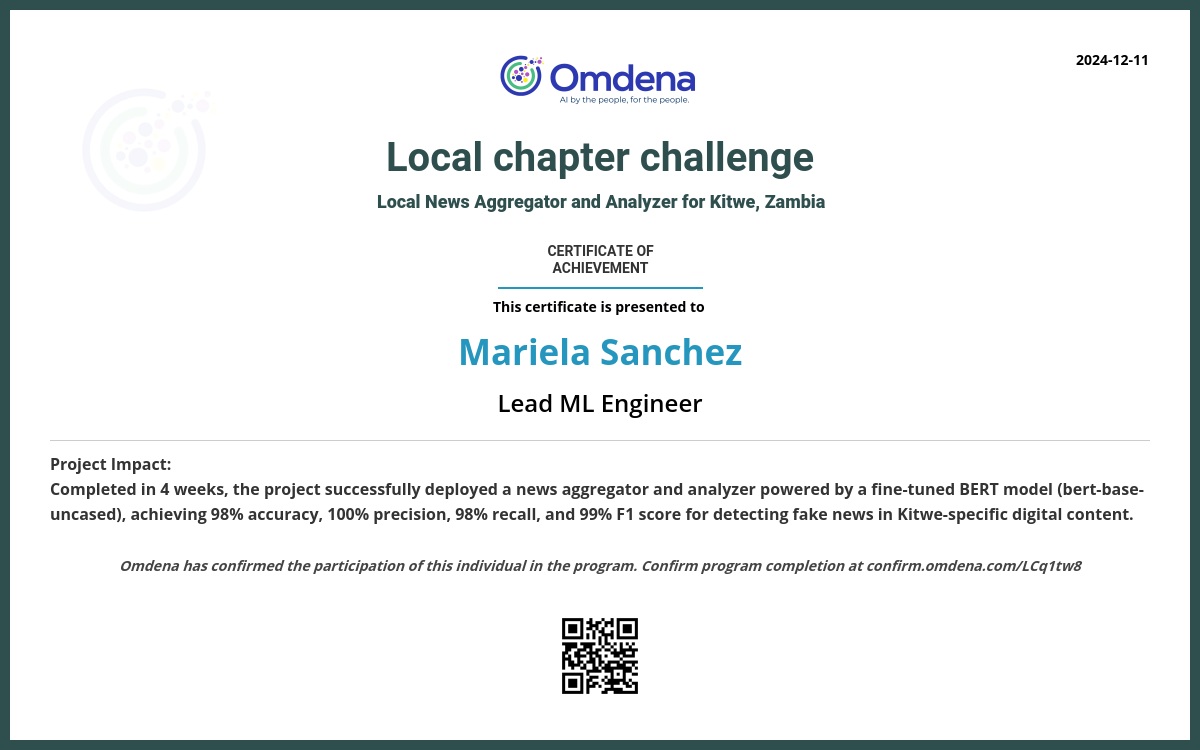 2024-12-11
Omdena
AI by the people, for the people.
Local chapter challenge
Local News Aggregator and Analyzer for Kitwe, Zambia
CERTIFICATE OF
ACHIEVEMENT
This certificate is presented to
Mariela Sanchez
Lead ML Engineer
Project Impact:
Completed in 4 weeks, the project successfully deployed a news aggregator and analyzer powered by a fine-tuned BERT model (bert-base-
uncased), achieving 98% accuracy, 100% precision, 98% recall, and 99% F1 score for detecting fake news in Kitwe-specific digital content.
Omdena has confirmed the participation of this individual in the program. Confirm program completion at confirm.omdena.com/LCq1tw8